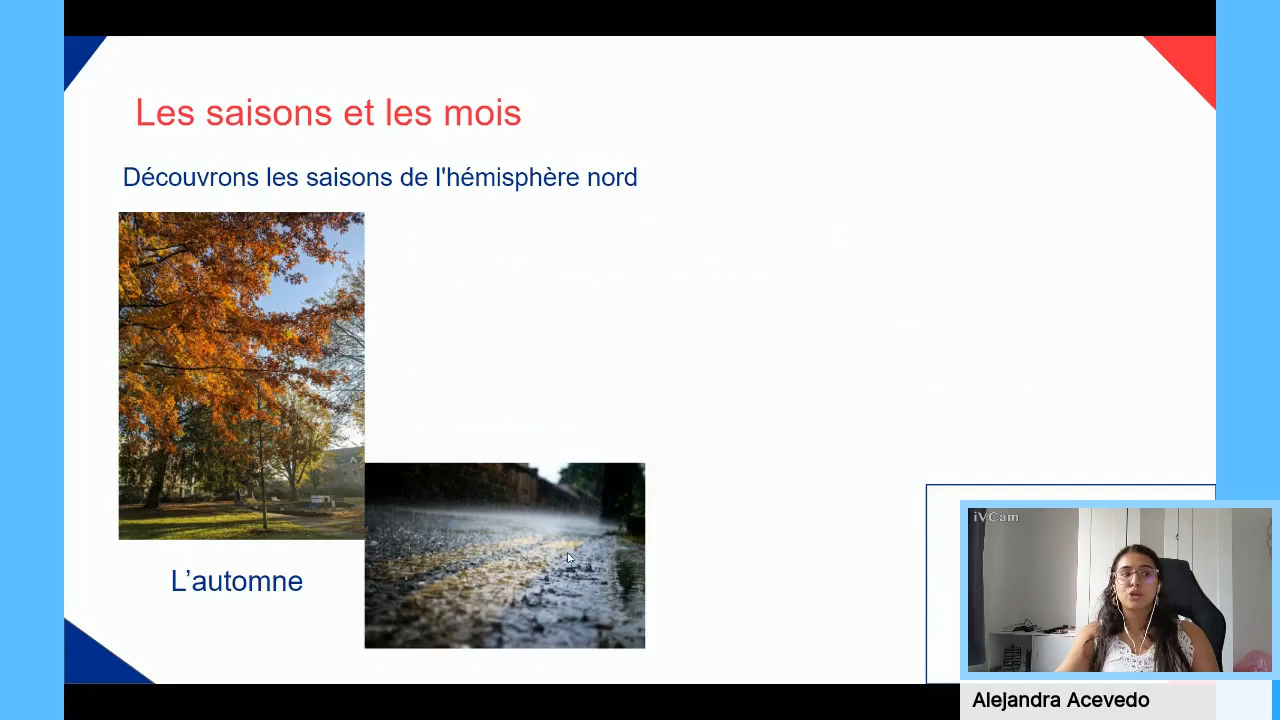 Les saisons et les mois
Découvrons les saisons de l'hémisphère nord
L’automne
iVCam
Alejandra Acevedo